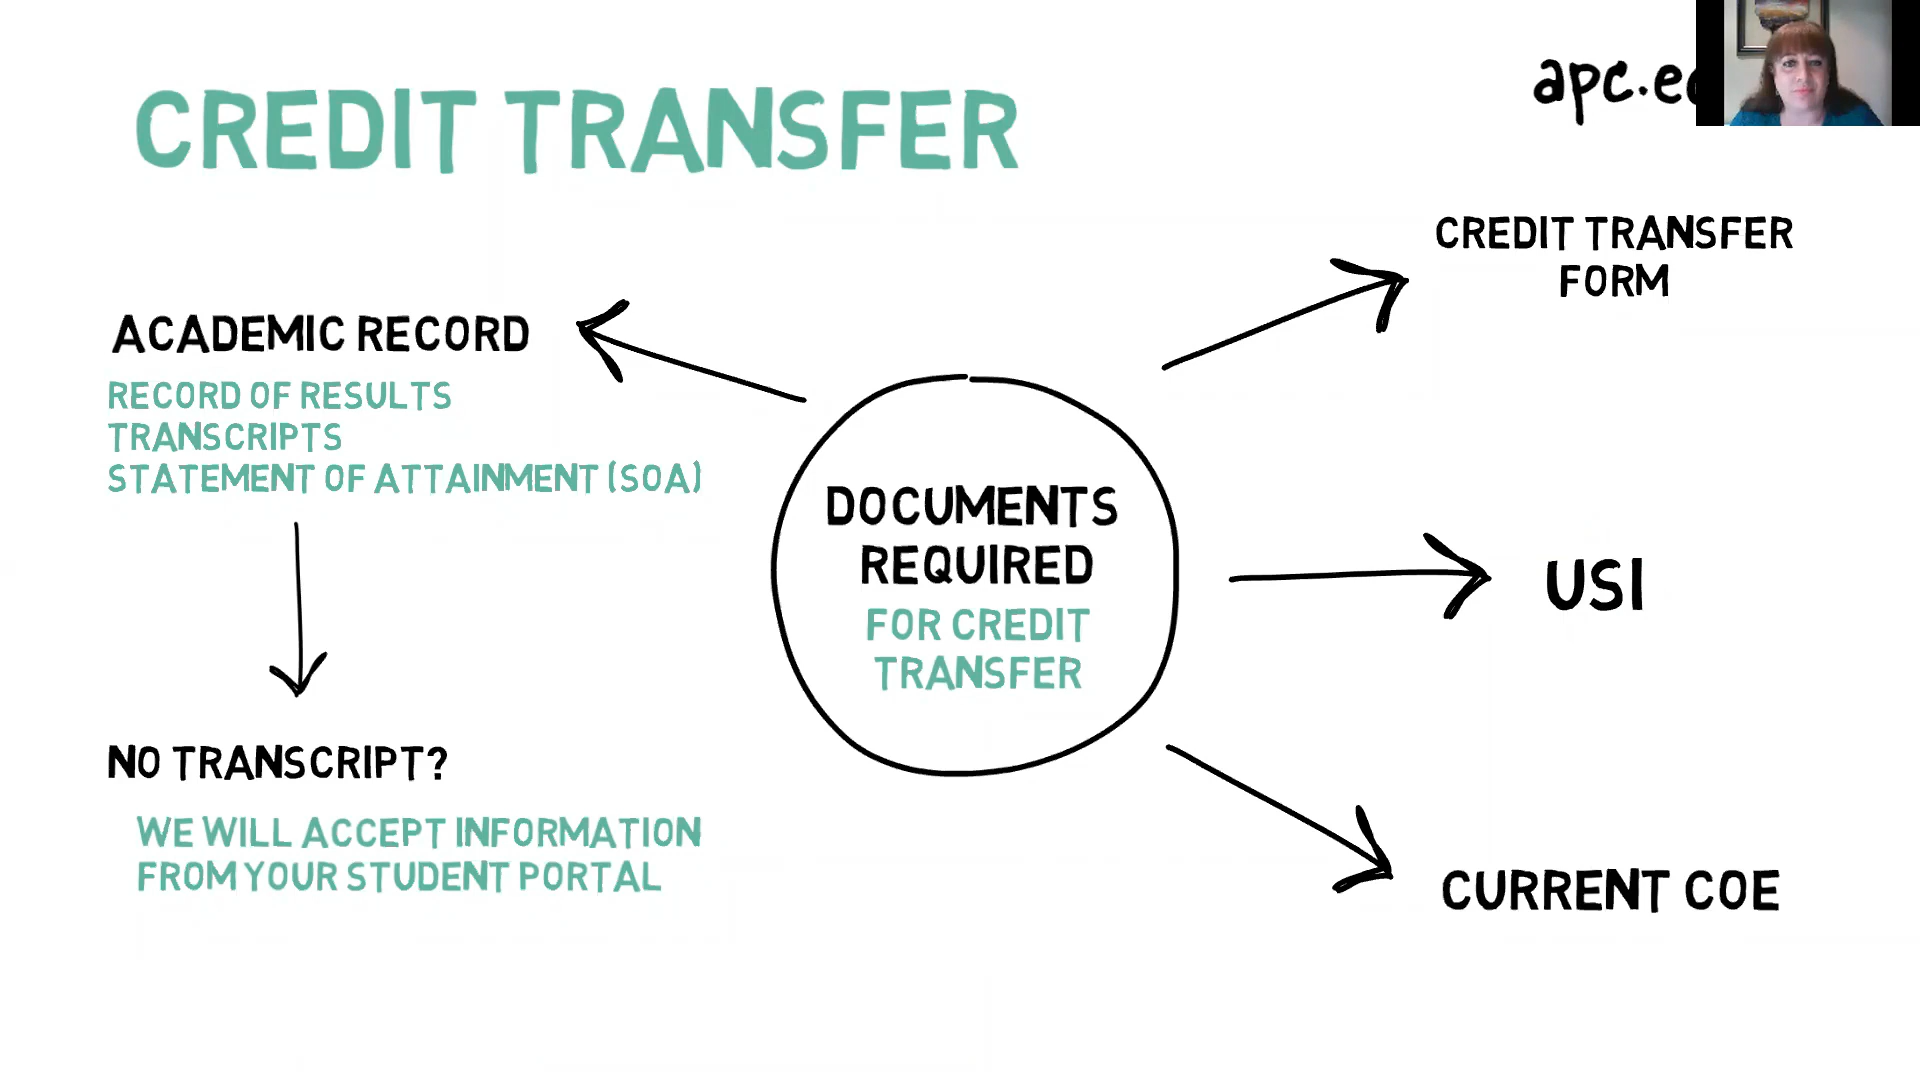 CREDIT TRANSFER
apc.ec
ACADEMIC RECORD
RECORD OF RESULTS
TRANSCRIPTS
STATEMENT OF ATTAINMENT (SOA)
NO TRANSCRIPT?
WE WILL ACCEPT INFORMATION
FROM YOUR STUDENT PORTAL
DOCUMENTS
REQUIRED
FOR CREDIT
TRANSFER
CREDIT TRANSFER
FORM
USI
CURRENT COE